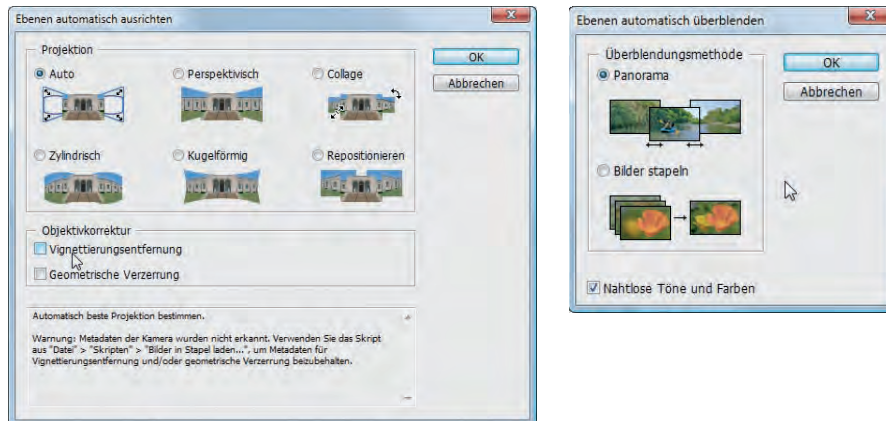 Ebenen automatisch ausrichten
Projektion
Auto
Perspektivisch
Collage
Zylindrisch
Kugelförmig
Repositionieren
Objektivkorrektur
Vignettierungsentfernung
Geometrische Verzerrung
Automatisch beste Projektion bestimmen.
Warnung: Metadaten der Kamera wurden nicht erkannt. Verwenden Sie das Skript
aus "Datei" > "Skripten" > "Bilder in Stapel laden...", um Metadaten für
Vignettierungsentfernung und/oder geometrische Verzerrung beizubehalten.
OK
Abbrechen
Ebenen automatisch überblenden
Überblendungsmethode
Panorama
Bilder stapeln
Nahtlose Töne und Farben
OK
Abbrechen